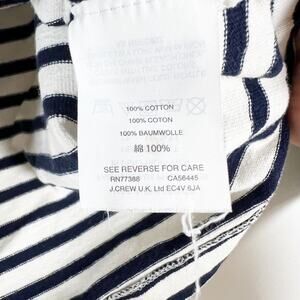 100% COTTON
100% COTON
100% BAUMWOLLE
綿 100%
SEE REVERSE FOR CARE
RN77388 CA56445
J.CREW U.K. Ltd EC4V 6JA